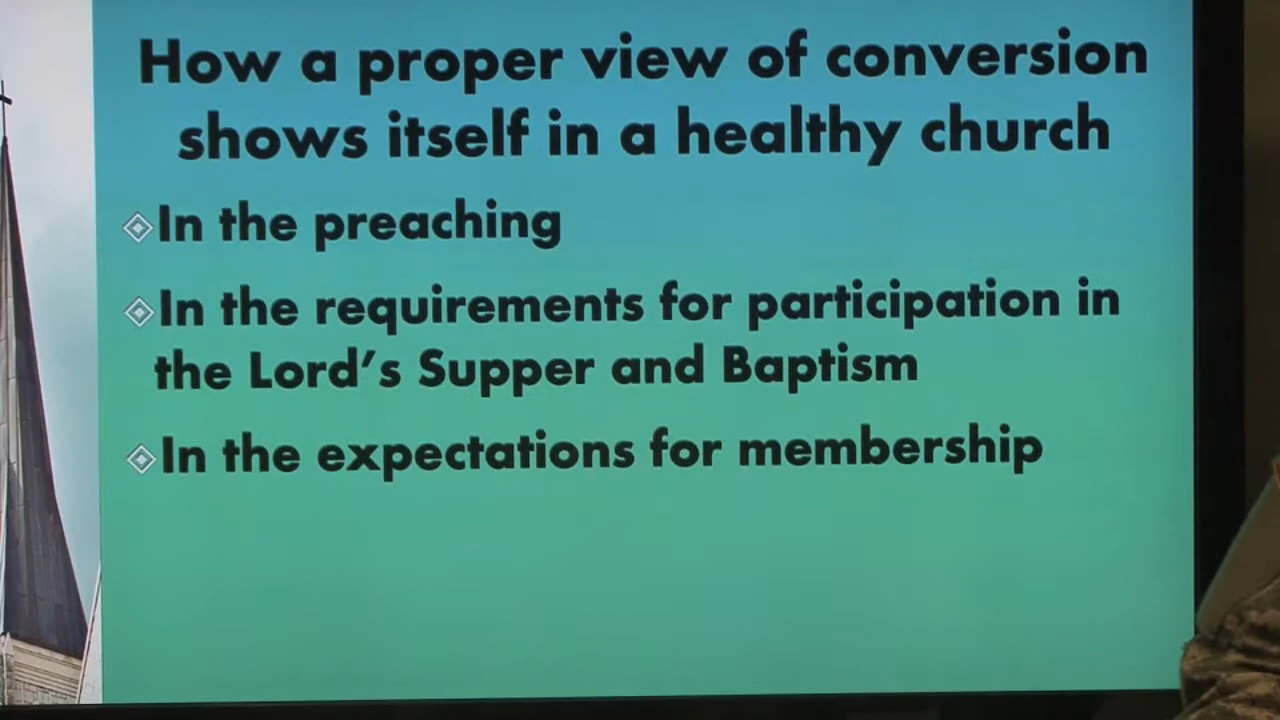 How a proper view of conversion
shows itself in a healthy church
In the preaching
In the requirements for participation in
the Lord's Supper and Baptism
In the expectations for membership